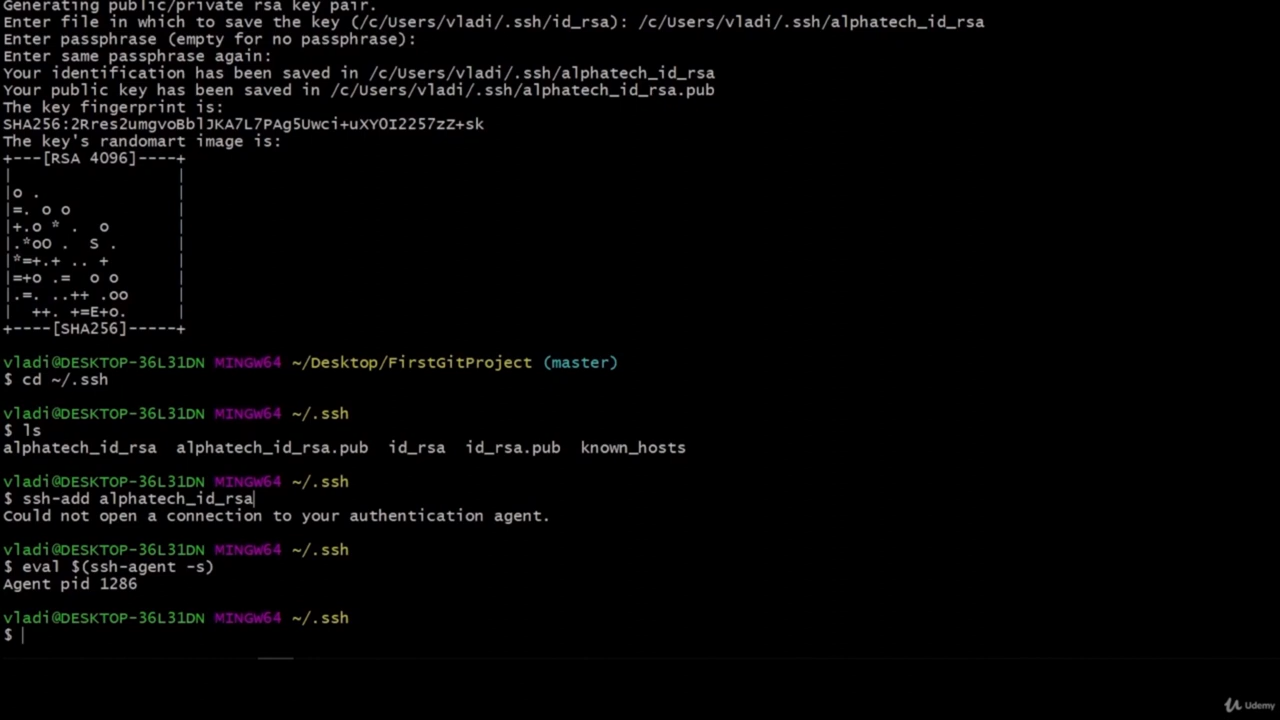 Generating public/private rsa key pair.
Enter file in which to save the key (/c/Users/vladi/.ssh/id_rsa): /c/Users/vladi/.ssh/alphatech_id_rsa
Enter passphrase (empty for no passphrase):
Enter same passphrase again:
Your identification has been saved in /c/Users/vladi/.ssh/alphatech_id_rsa
Your public key has been saved in /c/Users/vladi/.ssh/alphatech_id_rsa.pub
The key fingerprint is:
SHA256:2Rres2umgvoBblJKA7L7PAg5Uwci+uXYOI2257zZ+sk
The key's randomart image is:
+---[RSA 4096]----+
|                 |
|o .              |
|=. o o           |
|+.o * .  o       |
|.*oO .  S .      |
|*=+.+ .. +       |
|=+o .=  o o      |
|.=. ..++ .oo     |
|  ++. +=E+o.     |
+----[SHA256]-----+
vladi@DESKTOP-36L31DN MINGW64 ~/Desktop/FirstGitProject (master)
$ cd ~/.ssh
vladi@DESKTOP-36L31DN MINGW64 ~/.ssh
$ ls
alphatech_id_rsa  alphatech_id_rsa.pub  id_rsa  id_rsa.pub  known_hosts
vladi@DESKTOP-36L31DN MINGW64 ~/.ssh
$ ssh-add alphatech_id_rsa
Could not open a connection to your authentication agent.
vladi@DESKTOP-36L31DN MINGW64 ~/.ssh
$ eval $(ssh-agent -s)
Agent pid 1286
vladi@DESKTOP-36L31DN MINGW64 ~/.ssh
$
Udemy